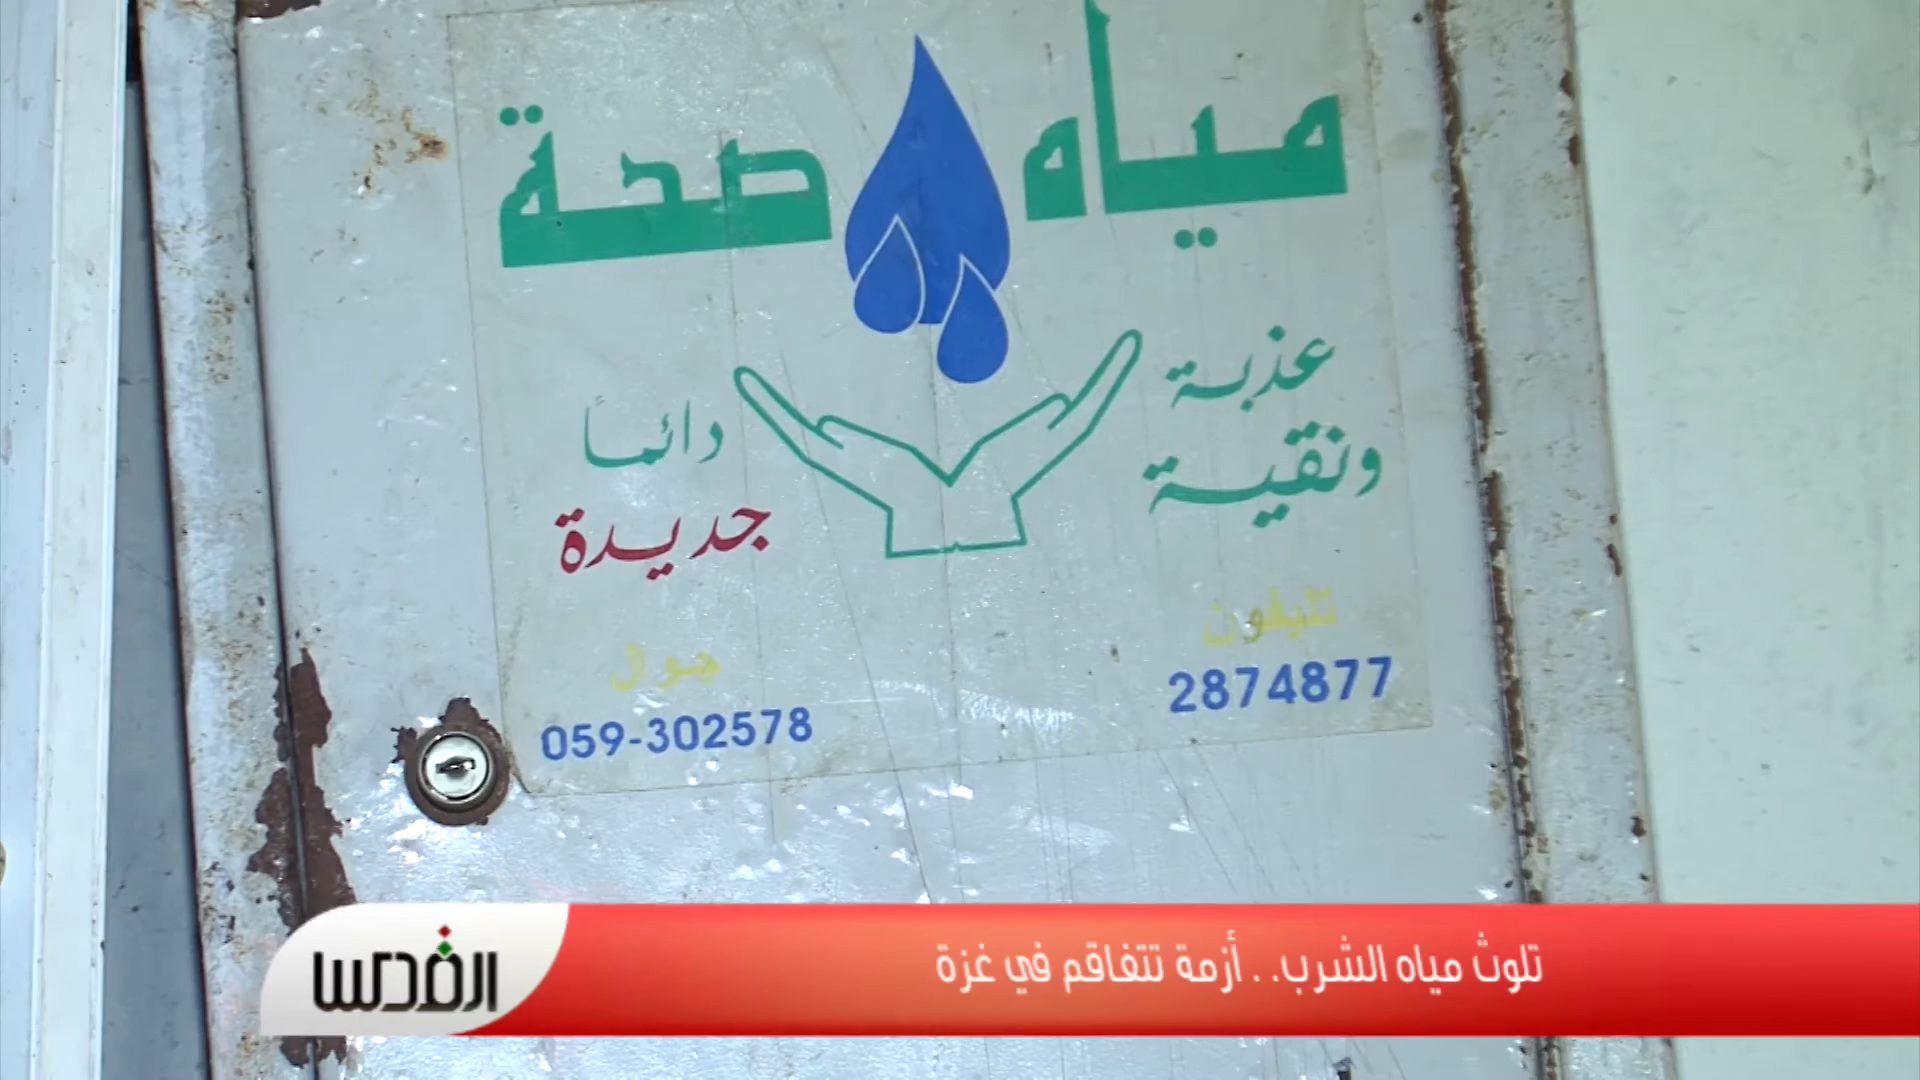 مياه صحة
عذبة
ونقية
دائماً
جديدة
تليفون
2874877
جوال
059-302578
تلوث مياه الشرب. . أزمة تتفاقم في غزة
القدس